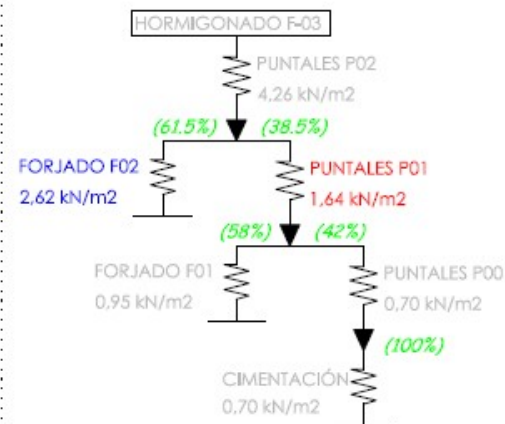 HORMIGONADO F-03
PUNTALES P02
4,26 kN/m2
(61.5%) (38.5%)
FORJADO F02
2,62 kN/m2
PUNTALES P01
1,64 kN/m2
(58%) (42%)
FORJADO F01
0,95 kN/m2
PUNTALES P00
0,70 kN/m2
(100%)
CIMENTACIÓN
0,70 kN/m2